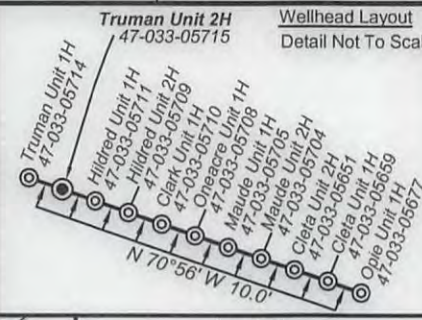 Truman Unit 2H
47-033-05715
Wellhead Layout
Detail Not To Scal
Truman Unit 1H
47-033-05714
Hildred Unit 1H
47-033-05711
Hildred Unit 2H
47-033-05709
Clark Unit 1H
47-033-05710
Oneacre Unit 1H
47-033-05708
Maude Unit 1H
47-033-05705
Maude Unit 2H
47-033-05704
Cleta Unit 2H
47-033-05651
Cleta Unit 1H
47-033-05659
Opie Unit 1H
47-033-05677
N 70°56' W 10.0'